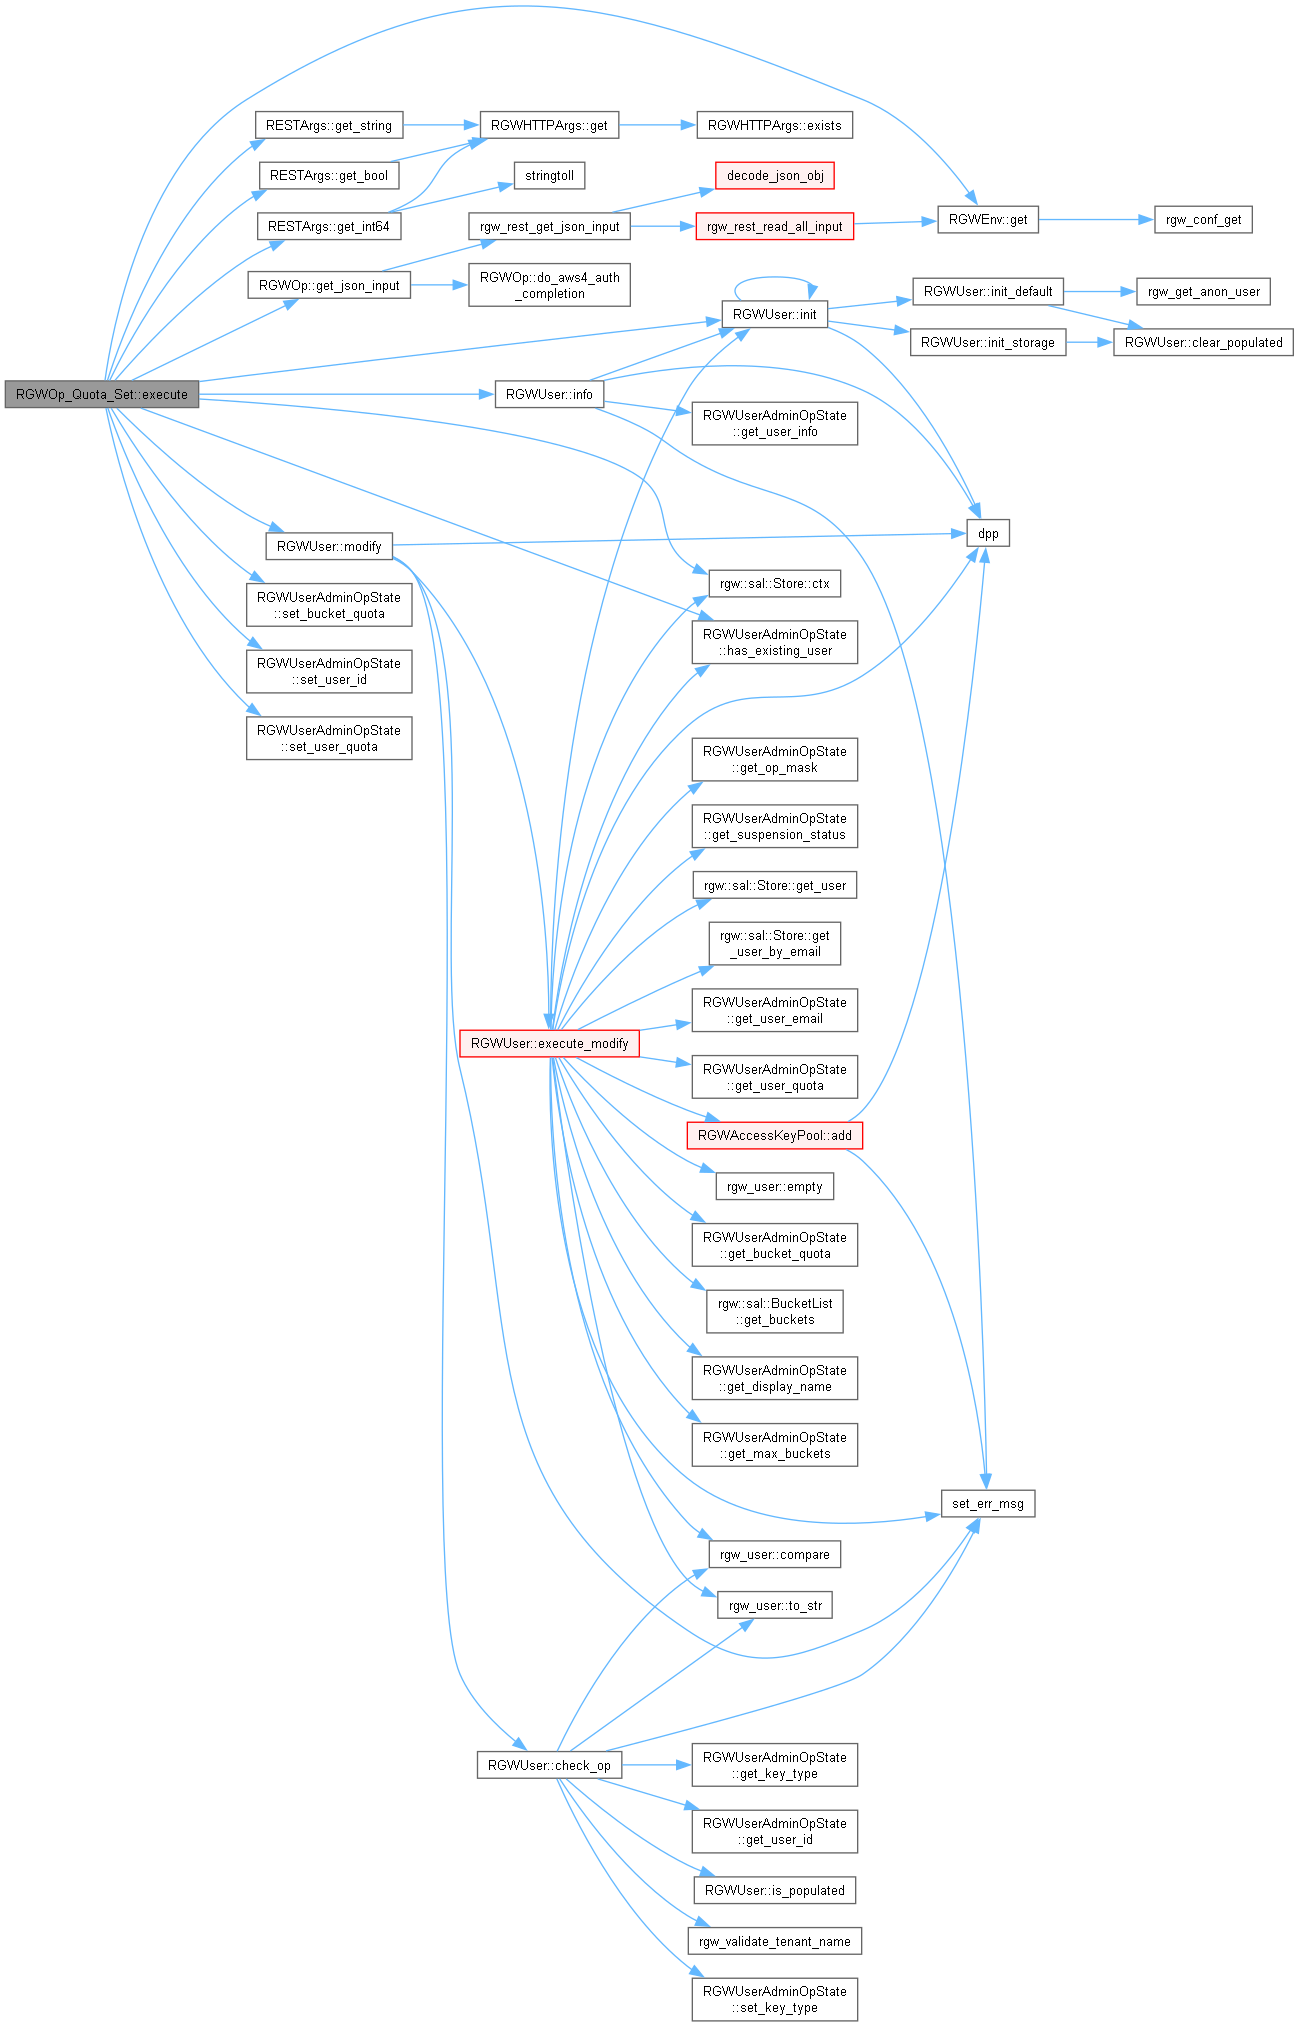 RGWOp_Quota_Set::execute
RESTArgs::get_string
RESTArgs::get_bool
RESTArgs::get_int64
RGWOp::get_json_input
RGWUser::modify
RGWUserAdminOpState
::set_bucket_quota
RGWUserAdminOpState
::set_user_id
RGWUserAdminOpState
::set_user_quota
RGWHTTPArgs::get
stringtoll
rgw_rest_get_json_input
RGWOp::do_aws4_auth
_completion
RGWUser::info
RGWUser::execute_modify
RGWUser::check_op
RGWHTTPArgs::exists
decode_json_obj
rgw_rest_read_all_input
RGWUser::init
RGWUserAdminOpState
::get_user_info
rgw::sal::Store::ctx
RGWUserAdminOpState
::has_existing_user
RGWUserAdminOpState
::get_op_mask
RGWUserAdminOpState
::get_suspension_status
rgw::sal::Store::get_user
rgw::sal::Store::get
_user_by_email
RGWUserAdminOpState
::get_user_email
RGWUserAdminOpState
::get_user_quota
RGWAccessKeyPool::add
rgw_user::empty
RGWUserAdminOpState
::get_bucket_quota
rgw::sal::BucketList
::get_buckets
RGWUserAdminOpState
::get_display_name
RGWUserAdminOpState
::get_max_buckets
rgw_user::compare
rgw_user::to_str
RGWUserAdminOpState
::get_key_type
RGWUserAdminOpState
::get_user_id
RGWUser::is_populated
rgw_validate_tenant_name
RGWUserAdminOpState
::set_key_type
RGWEnv::get
RGWUser::init_default
RGWUser::init_storage
dpp
set_err_msg
rgw_conf_get
rgw_get_anon_user
RGWUser::clear_populated